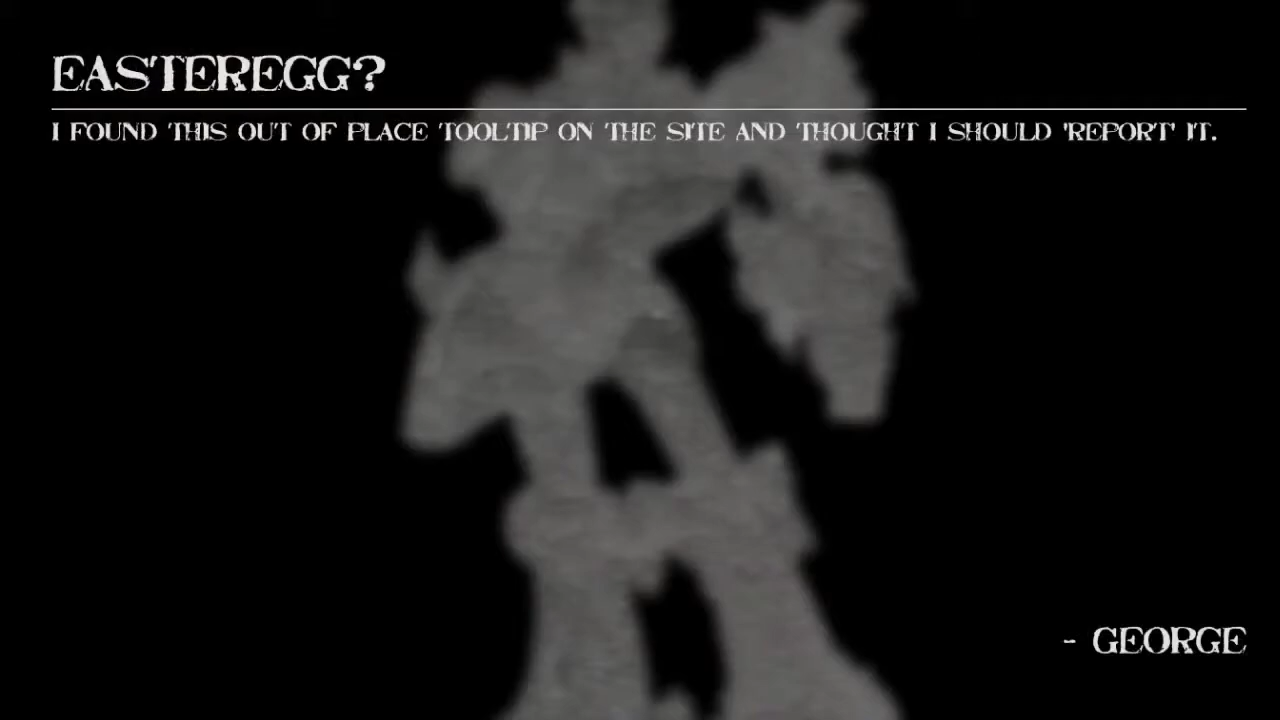 EASTEREGG?
I FOUND THIS OUT OF PLACE TOOLTIP ON THE SITE AND THOUGHT I SHOULD 'REPORT' IT.
- GEORGE